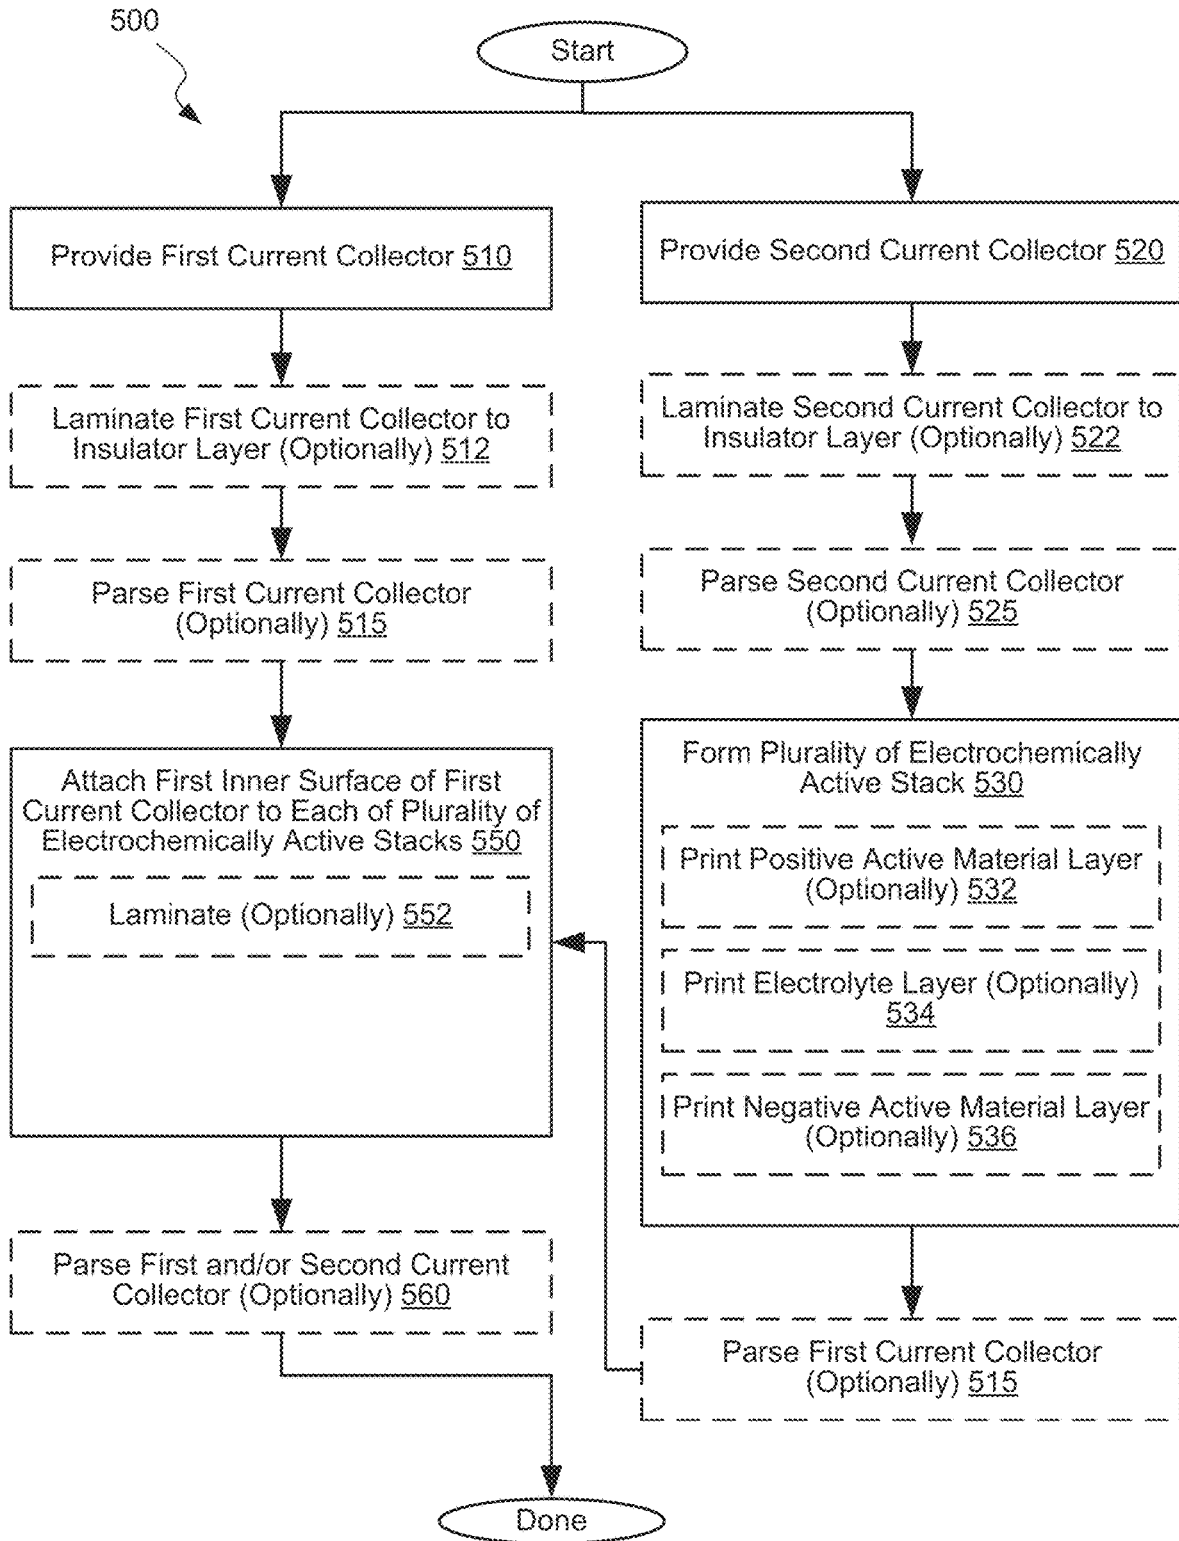 500
Start
Provide First Current Collector 510
Laminate First Current Collector to
Insulator Layer (Optionally) 512
Parse First Current Collector
(Optionally) 515
Attach First Inner Surface of First
Current Collector to Each of Plurality of
Electrochemically Active Stacks 550
Laminate (Optionally) 552
Parse First and/or Second Current
Collector (Optionally) 560
Provide Second Current Collector 520
Laminate Second Current Collector to
Insulator Layer (Optionally) 522
Parse Second Current Collector
(Optionally) 525
Form Plurality of Electrochemically
Active Stack 530
Print Positive Active Material Layer
(Optionally) 532
Print Electrolyte Layer (Optionally)
534
Print Negative Active Material Layer
(Optionally) 536
Parse First Current Collector
(Optionally) 515
Done